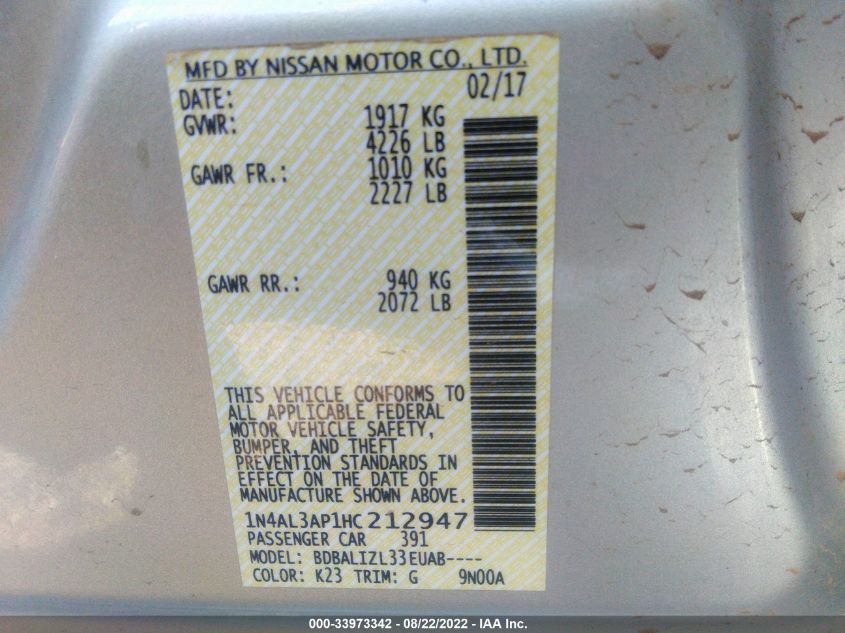 MFD BY NISSAN MOTOR CO., LTD.
DATE: 02/17
GVWR: 1917 KG
4226 LB
GAWR FR.: 1010 KG
2227 LB
GAWR RR.: 940 KG
2072 LB
THIS VEHICLE CONFORMS TO
ALL APPLICABLE FEDERAL
MOTOR VEHICLE SAFETY,
BUMPER, AND THEFT
PREVENTION STANDARDS IN
EFFECT ON THE DATE OF
MANUFACTURE SHOWN ABOVE.
1N4AL3AP1HC212947
PASSENGER CAR 391
MODEL: BDBALIZL33EUAB----
COLOR: K23 TRIM: G 9N00A
000-33973342 - 08/22/2022 - IAA Inc.